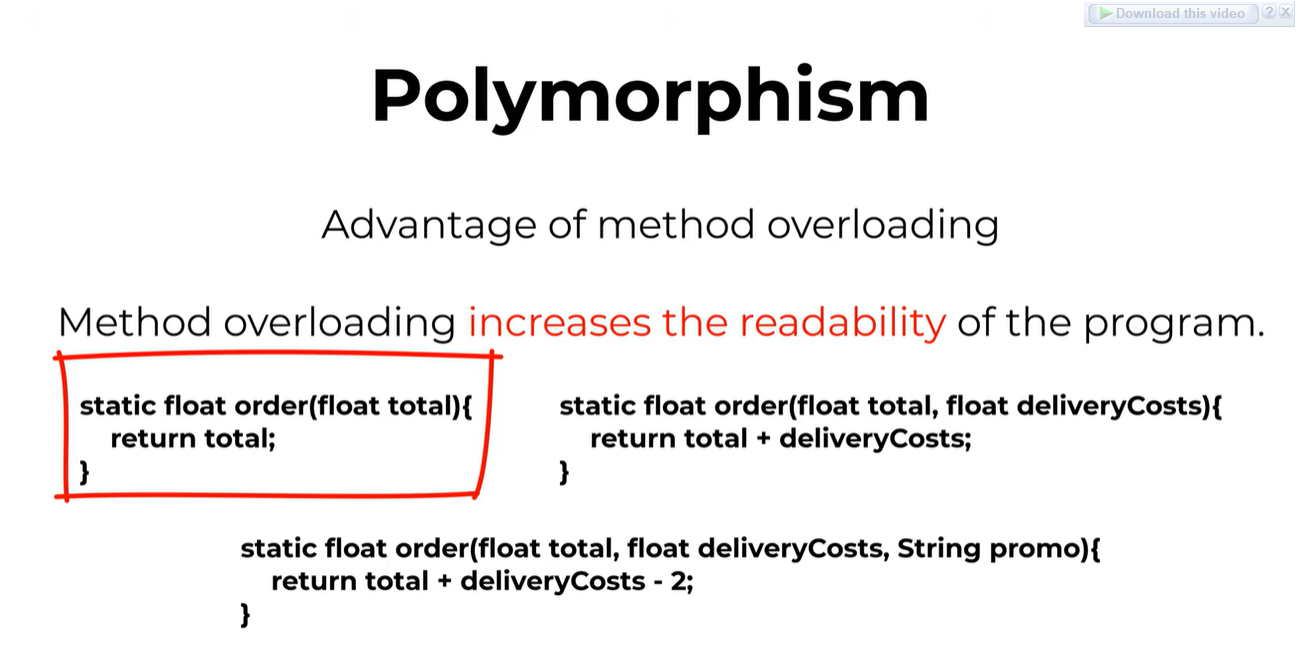 Download this video ? X
Polymorphism
Advantage of method overloading
Method overloading increases the readability of the program.
static float order(float total){
return total;
}
static float order(float total, float deliveryCosts){
return total + deliveryCosts;
}
static float order(float total, float deliveryCosts, String promo){
return total + deliveryCosts - 2;
}